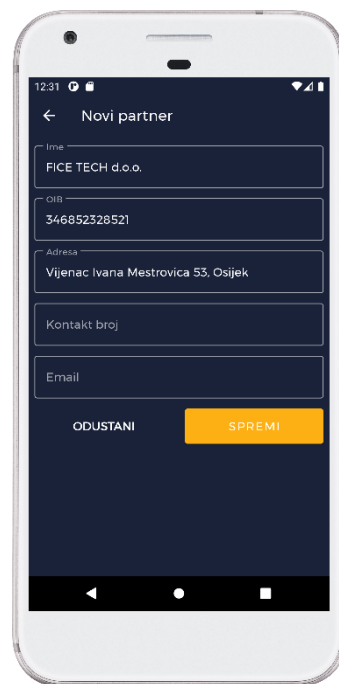 12:31
Novi partner
Ime
FICE TECH d.o.o.
OIB
346852328521
Adresa
Vijenac Ivana Mestrovica 53, Osijek
Kontakt broj
Email
ODUSTANI SPREMI